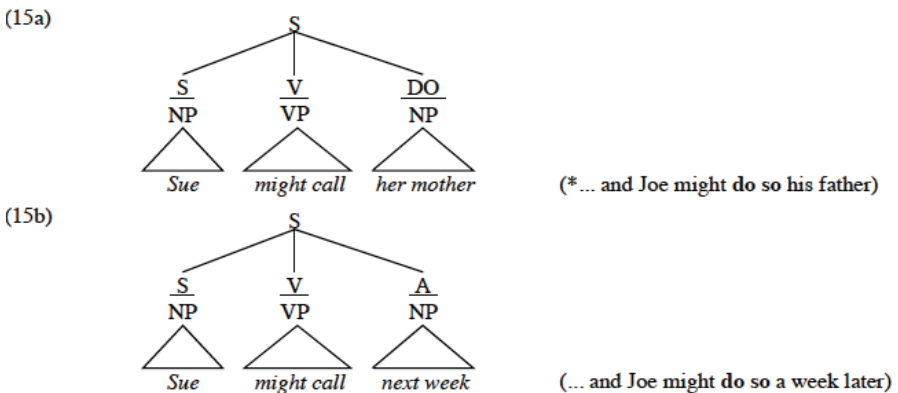 (15a)
S
S V DO
NP VP NP
Sue might call her mother (*... and Joe might do so his father)
(15b)
S
S V A
NP VP NP
Sue might call next week (... and Joe might do so a week later)